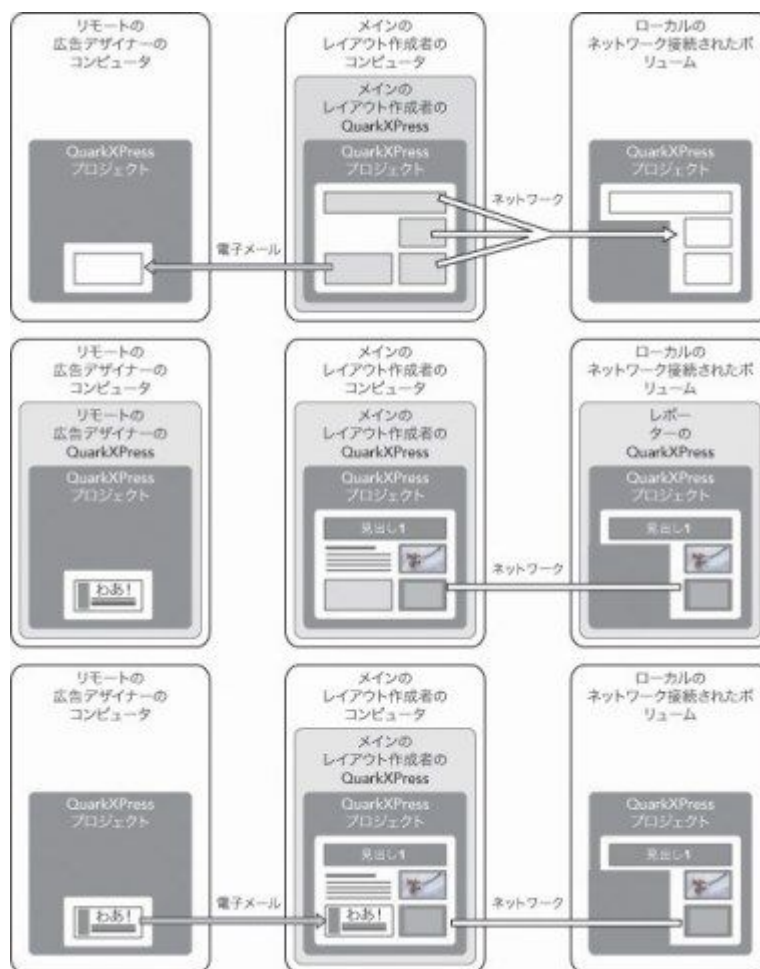 リモートの
広告デザイナーの
コンピュータ
QuarkXPress
プロジェクト
電子メール
メインの
レイアウト作成者の
コンピュータ
メインの
レイアウト作成者の
QuarkXPress
QuarkXPress
プロジェクト
ネットワーク
ローカルの
ネットワーク接続されたボ
リューム
QuarkXPress
プロジェクト
リモートの
広告デザイナーの
コンピュータ
リモートの
広告デザイナーの
QuarkXPress
QuarkXPress
プロジェクト
わあ!
メインの
レイアウト作成者の
コンピュータ
メインの
レイアウト作成者の
QuarkXPress
QuarkXPress
プロジェクト
見出し1
ネットワーク
ローカルの
ネットワーク接続されたボ
リューム
レポー
ターの
QuarkXPress
QuarkXPress
プロジェクト
見出し1
リモートの
広告デザイナーの
コンピュータ
QuarkXPress
プロジェクト
わあ!
電子メール
メインの
レイアウト作成者の
コンピュータ
メインの
レイアウト作成者の
QuarkXPress
QuarkXPress
プロジェクト
見出し1
わあ!
ネットワーク
ローカルの
ネットワーク接続されたボ
リューム
QuarkXPress
プロジェクト
見出し1